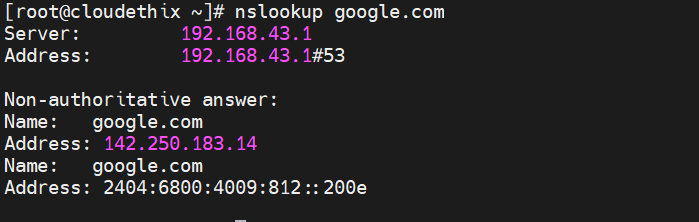 [root@cloudethix ~]# nslookup google.com
Server:         192.168.43.1
Address:        192.168.43.1#53
Non-authoritative answer:
Name:   google.com
Address: 142.250.183.14
Name:   google.com
Address: 2404:6800:4009:812::200e